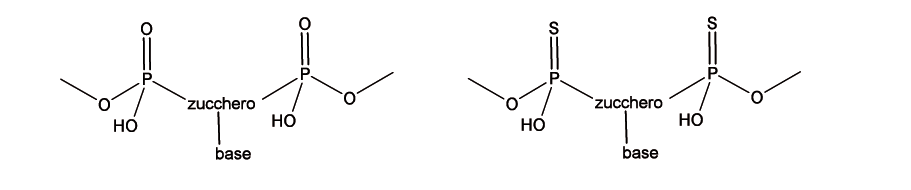 O O S S
P P P P
O zucchero O O zucchero O
HO HO HO HO
base base